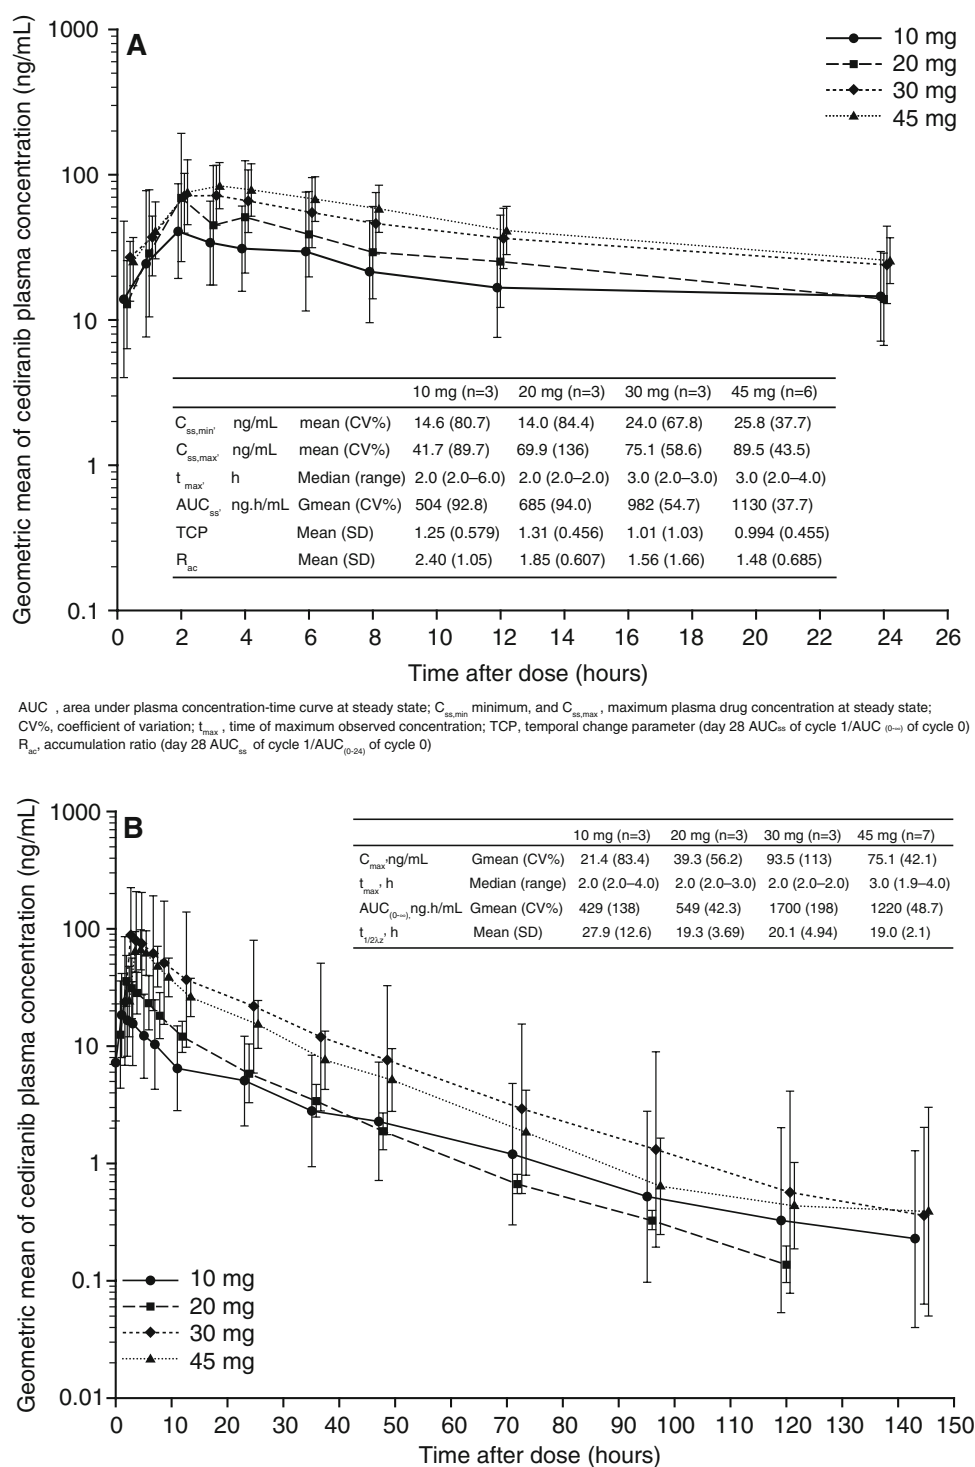 A
10 mg
20 mg
30 mg
45 mg
Geometric mean of cediranib plasma concentration (ng/mL)
1000
100
10
1
0.1
10 mg (n=3) 20 mg (n=3) 30 mg (n=3) 45 mg (n=6)
Css,min, ng/mL mean (CV%) 14.6 (80.7) 14.0 (84.4) 24.0 (67.8) 25.8 (37.7)
Css,max, ng/mL mean (CV%) 41.7 (89.7) 69.9 (136) 75.1 (58.6) 89.5 (43.5)
tmax, h Median (range) 2.0 (2.0–6.0) 2.0 (2.0–2.0) 3.0 (2.0–3.0) 3.0 (2.0–4.0)
AUCss, ng.h/mL Gmean (CV%) 504 (92.8) 685 (94.0) 982 (54.7) 1130 (37.7)
TCP Mean (SD) 1.25 (0.579) 1.31 (0.456) 1.01 (1.03) 0.994 (0.455)
Rac Mean (SD) 2.40 (1.05) 1.85 (0.607) 1.56 (1.66) 1.48 (0.685)
0 2 4 6 8 10 12 14 16 18 20 22 24 26
Time after dose (hours)
AUC , area under plasma concentration-time curve at steady state; Css,min minimum, and Css,max, maximum plasma drug concentration at steady state;
CV%, coefficient of variation; tmax, time of maximum observed concentration; TCP, temporal change parameter (day 28 AUCss of cycle 1/AUC (0-∞) of cycle 0)
Rac, accumulation ratio (day 28 AUCss of cycle 1/AUC(0-24) of cycle 0)
B
Geometric mean of cediranib plasma concentration (ng/mL)
1000
100
10
1
0.1
0.01
10 mg (n=3) 20 mg (n=3) 30 mg (n=3) 45 mg (n=7)
Cmax, ng/mL Gmean (CV%) 21.4 (83.4) 39.3 (56.2) 93.5 (113) 75.1 (42.1)
tmax, h Median (range) 2.0 (2.0–4.0) 2.0 (2.0–3.0) 2.0 (2.0–2.0) 3.0 (1.9–4.0)
AUC(0-∞), ng.h/mL Gmean (CV%) 429 (138) 549 (42.3) 1700 (198) 1220 (48.7)
t1/2λz, h Mean (SD) 27.9 (12.6) 19.3 (3.69) 20.1 (4.94) 19.0 (2.1)
10 mg
20 mg
30 mg
45 mg
0 10 20 30 40 50 60 70 80 90 100 110 120 130 140 150
Time after dose (hours)